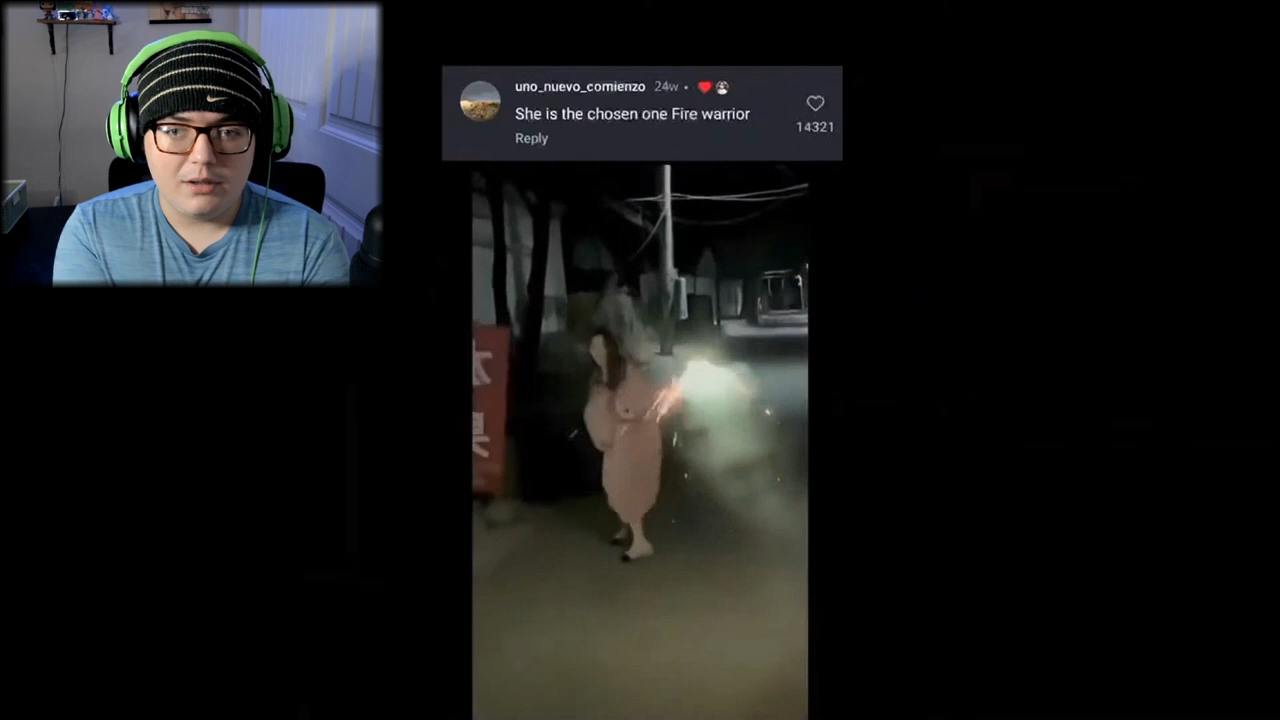 uno_nuevo_comienzo 24w •
She is the chosen one Fire warrior
Reply
14321